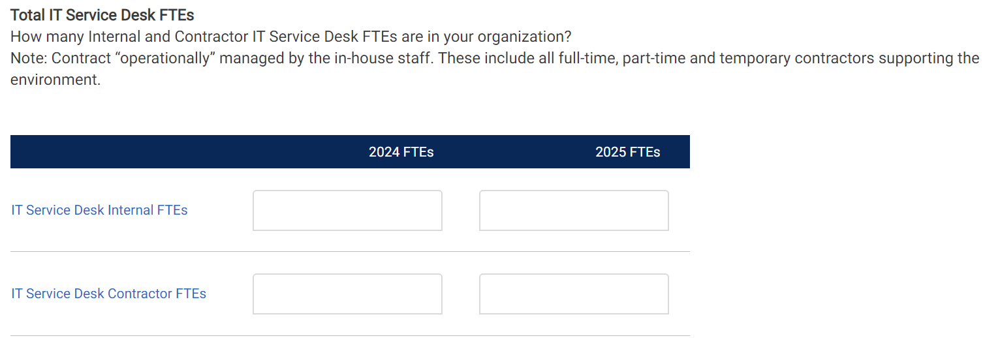 Total IT Service Desk FTEs
How many Internal and Contractor IT Service Desk FTEs are in your organization?
Note: Contract “operationally” managed by the in-house staff. These include all full-time, part-time and temporary contractors supporting the
environment.
2024 FTEs 2025 FTEs
IT Service Desk Internal FTEs
IT Service Desk Contractor FTEs